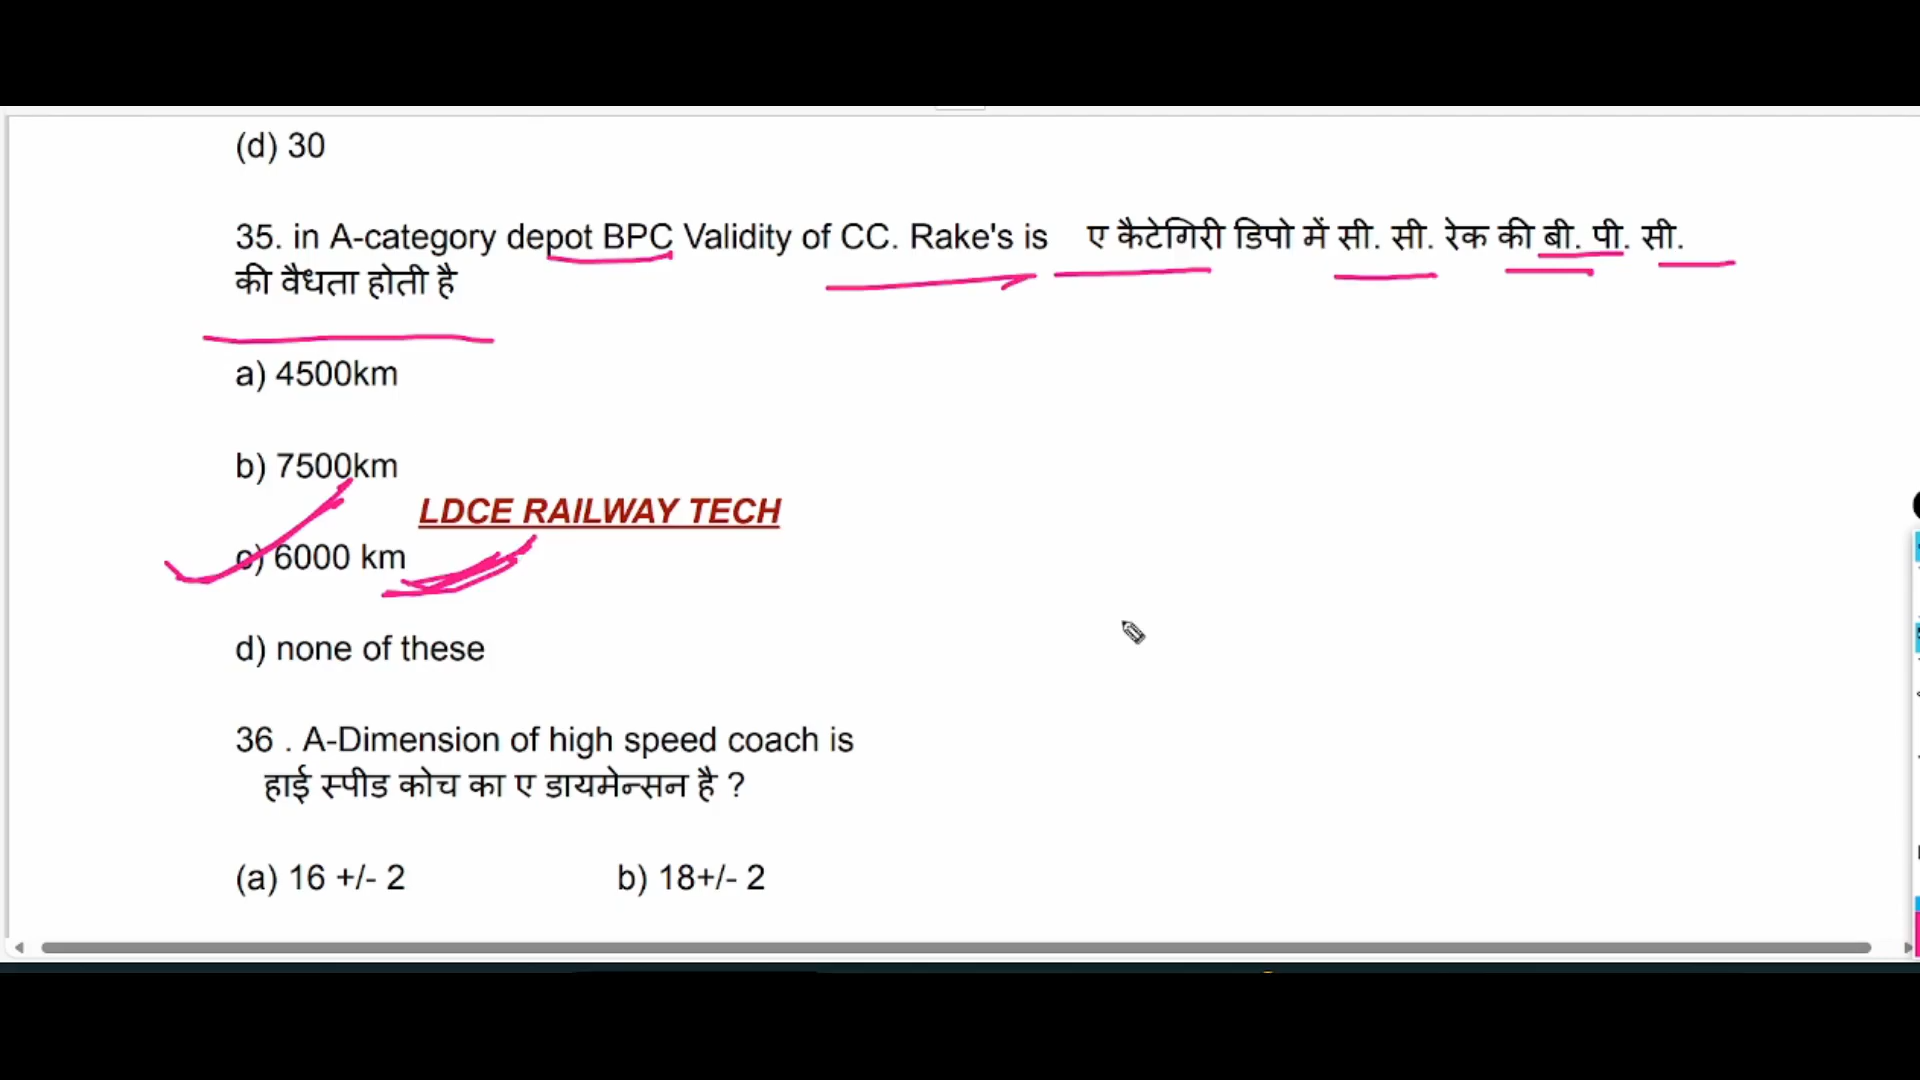 (d) 30
35. in A-category depot BPC Validity of CC. Rake's is ए कैटेगिरी डिपो में सी. सी. रेक की बी. पी. सी.
की वैधता होती है
a) 4500km
b) 7500km
LDCE RAILWAY TECH
c) 6000 km
d) none of these
36 . A-Dimension of high speed coach is
हाई स्पीड कोच का ए डायमेन्सन है ?
(a) 16 +/- 2 b) 18+/- 2